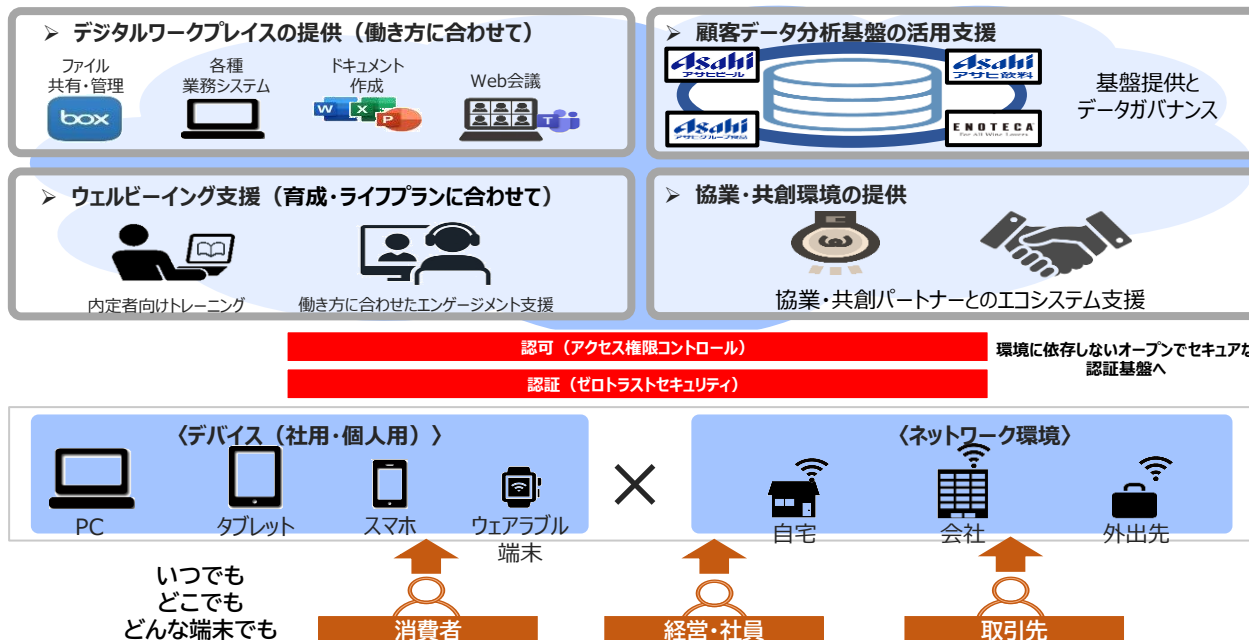 ➢ デジタルワークプレイスの提供（働き方に合わせて）
ファイル
共有・管理
box
各種
業務システム
ドキュメント
作成
W X P
Web会議
T
➢ 顧客データ分析基盤の活用支援
Asahi
アサヒビール
Asahi
アサヒ飲料
Asahi
アサヒグループ食品
ENOTECA
For All Wine Lovers
基盤提供と
データガバナンス
➢ ウェルビーイング支援（育成・ライフプランに合わせて）
内定者向けトレーニング
働き方に合わせたエンゲージメント支援
➢ 協業・共創環境の提供
協業・共創パートナーとのエコシステム支援
認可（アクセス権限コントロール）
認証（ゼロトラストセキュリティ）
環境に依存しないオープンでセキュアな
認証基盤へ
〈デバイス（社用・個人用）〉
PC
タブレット
スマホ
ウェアラブル
端末
×
〈ネットワーク環境〉
自宅
会社
外出先
いつでも
どこでも
どんな端末でも
消費者
経営・社員
取引先